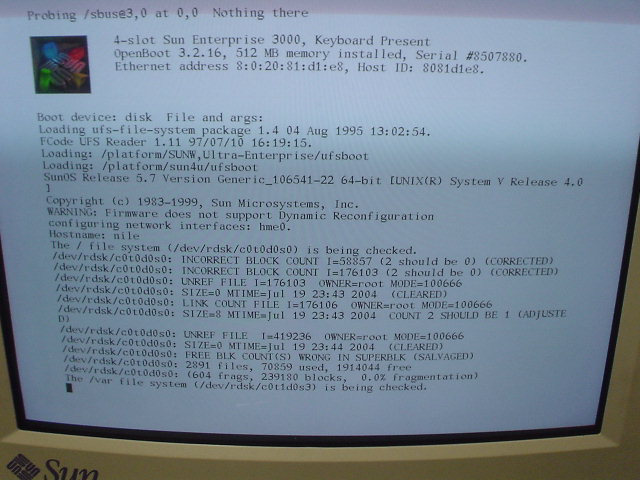 Probing /sbus@3,0 at 0,0  Nothing there
4-slot Sun Enterprise 3000, Keyboard Present
OpenBoot 3.2.16, 512 MB memory installed, Serial #8507880.
Ethernet address 8:0:20:81:d1:e8, Host ID: 8081d1e8.
Boot device: disk  File and args:
Loading ufs-file-system package 1.4 04 Aug 1995 13:02:54.
FCode UFS Reader 1.11 97/07/10 16:19:15.
Loading: /platform/SUNW,Ultra-Enterprise/ufsboot
Loading: /platform/sun4u/ufsboot
SunOS Release 5.7 Version Generic_106541-22 64-bit [UNIX(R) System V Release 4.0
]
Copyright (c) 1983-1999, Sun Microsystems, Inc.
WARNING: Firmware does not support Dynamic Reconfiguration
configuring network interfaces: hme0.
Hostname: nile
The / file system (/dev/rdsk/c0t0d0s0) is being checked.
/dev/rdsk/c0t0d0s0: INCORRECT BLOCK COUNT I=58857 (2 should be 0) (CORRECTED)
/dev/rdsk/c0t0d0s0: INCORRECT BLOCK COUNT I=176103 (2 should be 0) (CORRECTED)
/dev/rdsk/c0t0d0s0: UNREF FILE I=176103  OWNER=root MODE=100666
/dev/rdsk/c0t0d0s0: SIZE=0 MTIME=Jul 19 23:43 2004  (CLEARED)
/dev/rdsk/c0t0d0s0: LINK COUNT FILE I=176106  OWNER=root MODE=100666
/dev/rdsk/c0t0d0s0: SIZE=8 MTIME=Jul 19 23:43 2004  COUNT 2 SHOULD BE 1 (ADJUSTE
D)
/dev/rdsk/c0t0d0s0: UNREF FILE  I=419236  OWNER=root MODE=100666
/dev/rdsk/c0t0d0s0: SIZE=0 MTIME=Jul 19 23:44 2004  (CLEARED)
/dev/rdsk/c0t0d0s0: FREE BLK COUNT(S) WRONG IN SUPERBLK (SALVAGED)
/dev/rdsk/c0t0d0s0: 2891 files, 70859 used, 1914044 free
/dev/rdsk/c0t0d0s0: (604 frags, 239180 blocks,  0.0% fragmentation)
The /var file system (/dev/rdsk/c0t1d0s3) is being checked.
Sun